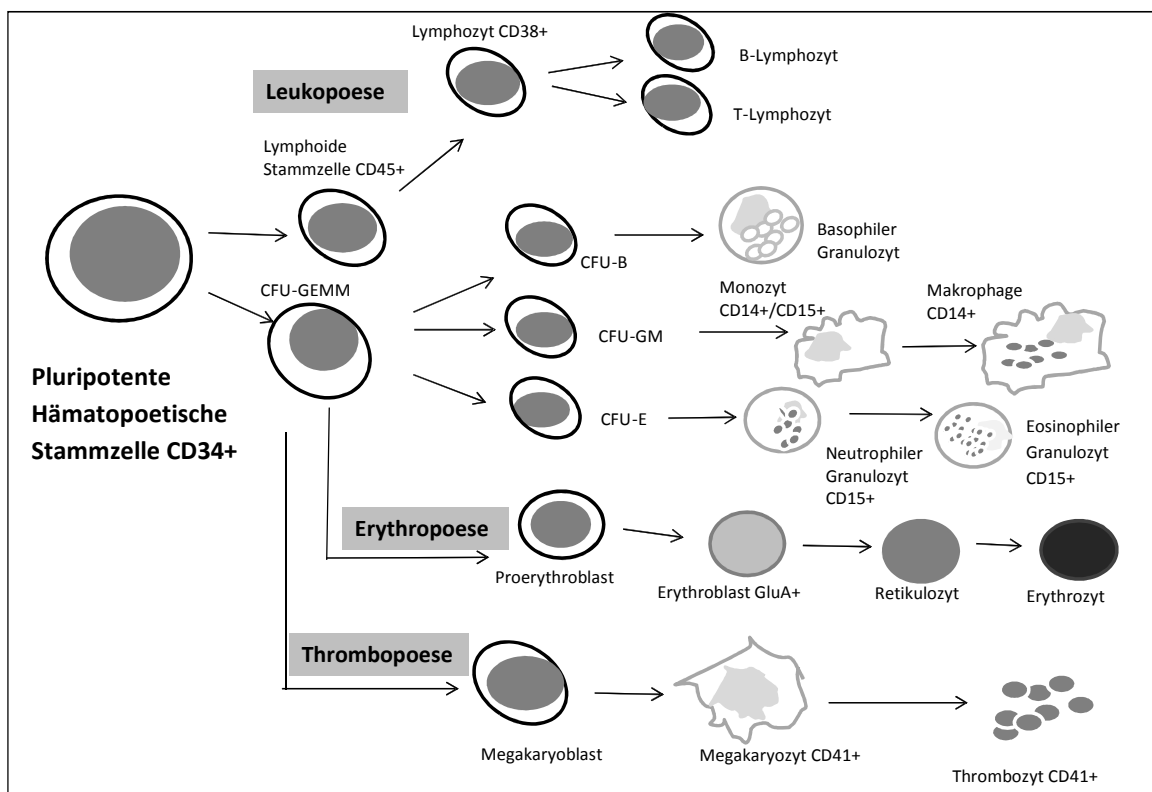 Lymphozyt CD38+
B-Lymphozyt
Leukopoese
T-Lymphozyt
Lymphoide
Stammzelle CD45+
Basophiler
Granulozyt
CFU-B
CFU-GEMM
Monozyt
CD14+/CD15+
Makrophage
CD14+
CFU-GM
Pluripotente
Hämatopoetische
Stammzelle CD34+
CFU-E
Neutrophiler
Granulozyt
CD15+
Eosinophiler
Granulozyt
CD15+
Erythropoese
Proerythroblast
Erythroblast GluA+
Retikulozyt
Erythrozyt
Thrombopoese
Megakaryoblast
Megakaryozyt CD41+
Thrombozyt CD41+